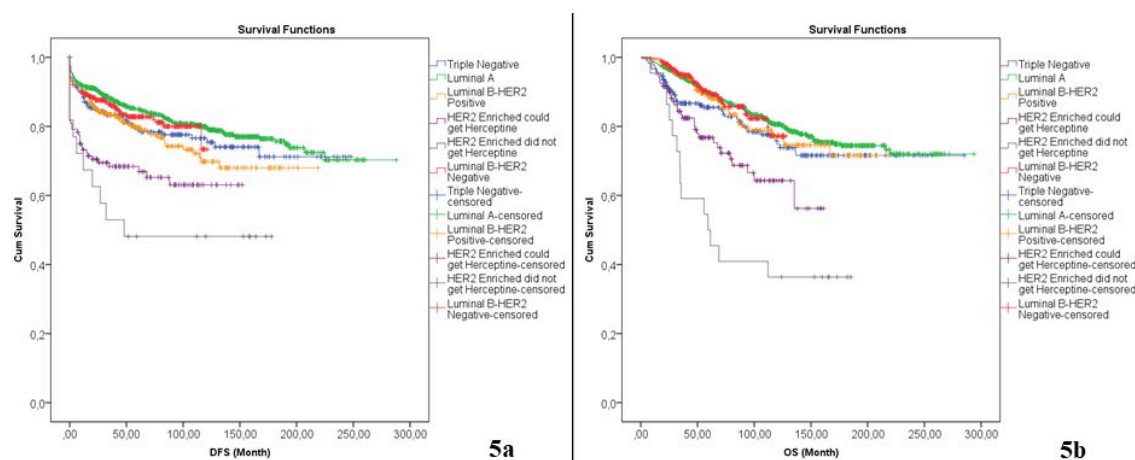 Survival Functions
Cum Survival
1,0
0,8
0,6
0,4
0,2
0,0
,00
50,00
100,00
150,00
200,00
250,00
300,00
DFS (Month)
Triple Negative
Luminal A
Luminal B-HER2
Positive
HER2 Enriched could
get Herceptine
HER2 Enriched did not
get Herceptine
Luminal B-HER2
Negative
Triple Negative-
censored
Luminal A-censored
Luminal B-HER2
Positive-censored
HER2 Enriched could
get Herceptine-censored
HER2 Enriched did not
get Herceptine-censored
Luminal B-HER2
Negative-censored
5a
Survival Functions
Cum Survival
1,0
0,8
0,6
0,4
0,2
0,0
,00
50,00
100,00
150,00
200,00
250,00
300,00
OS (Month)
Triple Negative
Luminal A
Luminal B-HER2
Positive
HER2 Enriched could
get Herceptine
HER2 Enriched did not
get Herceptine
Luminal B-HER2
Negative
Triple Negative-
censored
Luminal A-censored
Luminal B-HER2
Positive-censored
HER2 Enriched could
get Herceptine-censored
HER2 Enriched did not
get Herceptine-censored
Luminal B-HER2
Negative-censored
5b